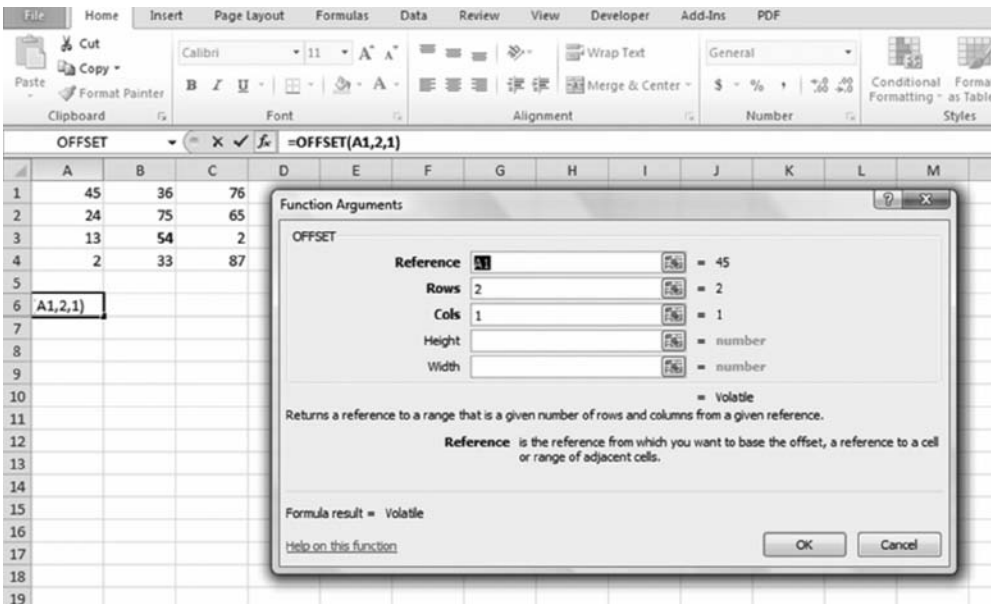 File Home Insert Page Layout Formulas Data Review View Developer Add-Ins PDF
Cut
Copy
Format Painter
Paste
Calibri 11 A A
B I U A
Wrap Text
Merge & Center
General
$ % , .00 .00
Conditional Formatting
Forma
as Table
Clipboard Font Alignment Number Styles
OFFSET fx =OFFSET(A1,2,1)
A B C D E F G H I J K L M
1 45 36 76
2 24 75 65
3 13 54 2
4 2 33 87
5
6 A1,2,1)
7
8
9
10
11
12
13
14
15
16
17
18
19
Function Arguments
OFFSET
Reference A1 = 45
Rows 2 = 2
Cols 1 = 1
Height = number
Width = number
= Volatile
Returns a reference to a range that is a given number of rows and columns from a given reference.
Reference is the reference from which you want to base the offset, a reference to a cell
or range of adjacent cells.
Formula result = Volatile
Help on this function
OK Cancel